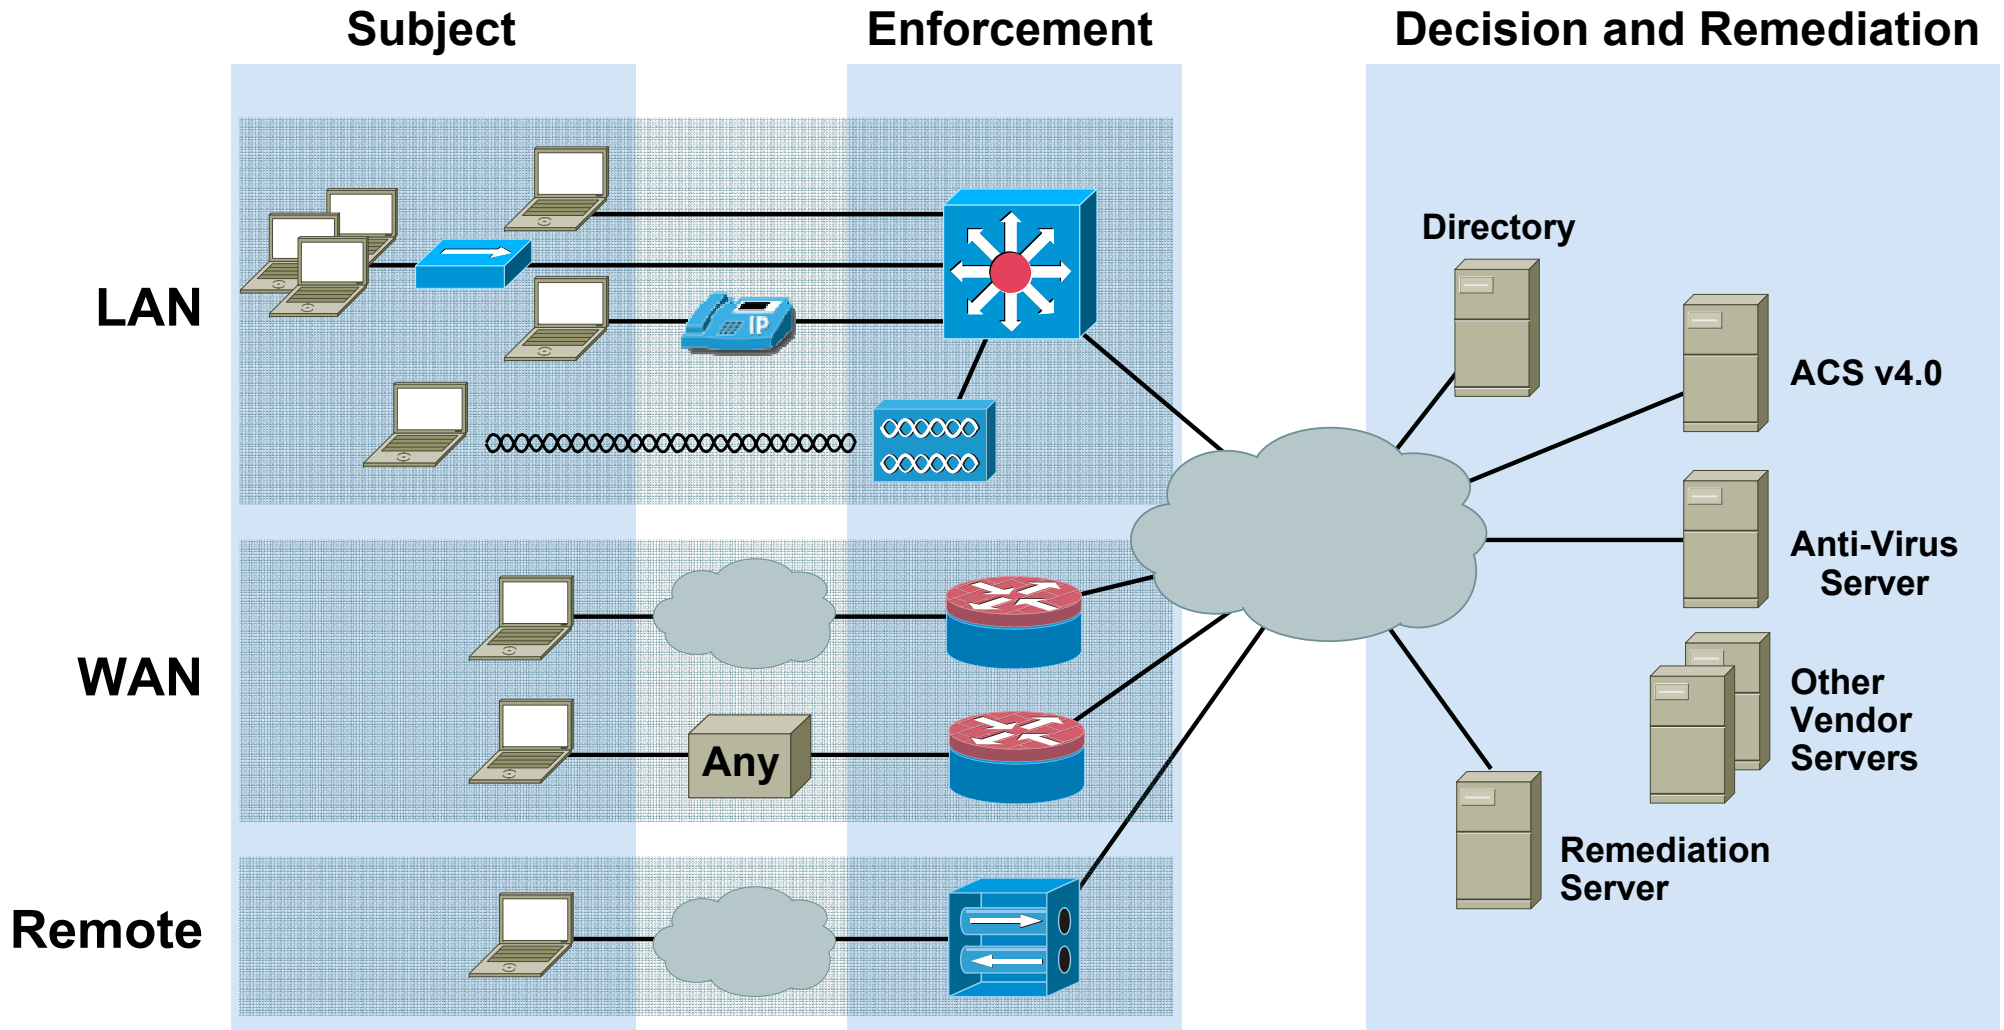 Subject
Enforcement
Decision and Remediation
LAN
IP
Directory
ACS v4.0
Anti-Virus
Server
WAN
Any
Other
Vendor
Servers
Remediation
Server
Remote